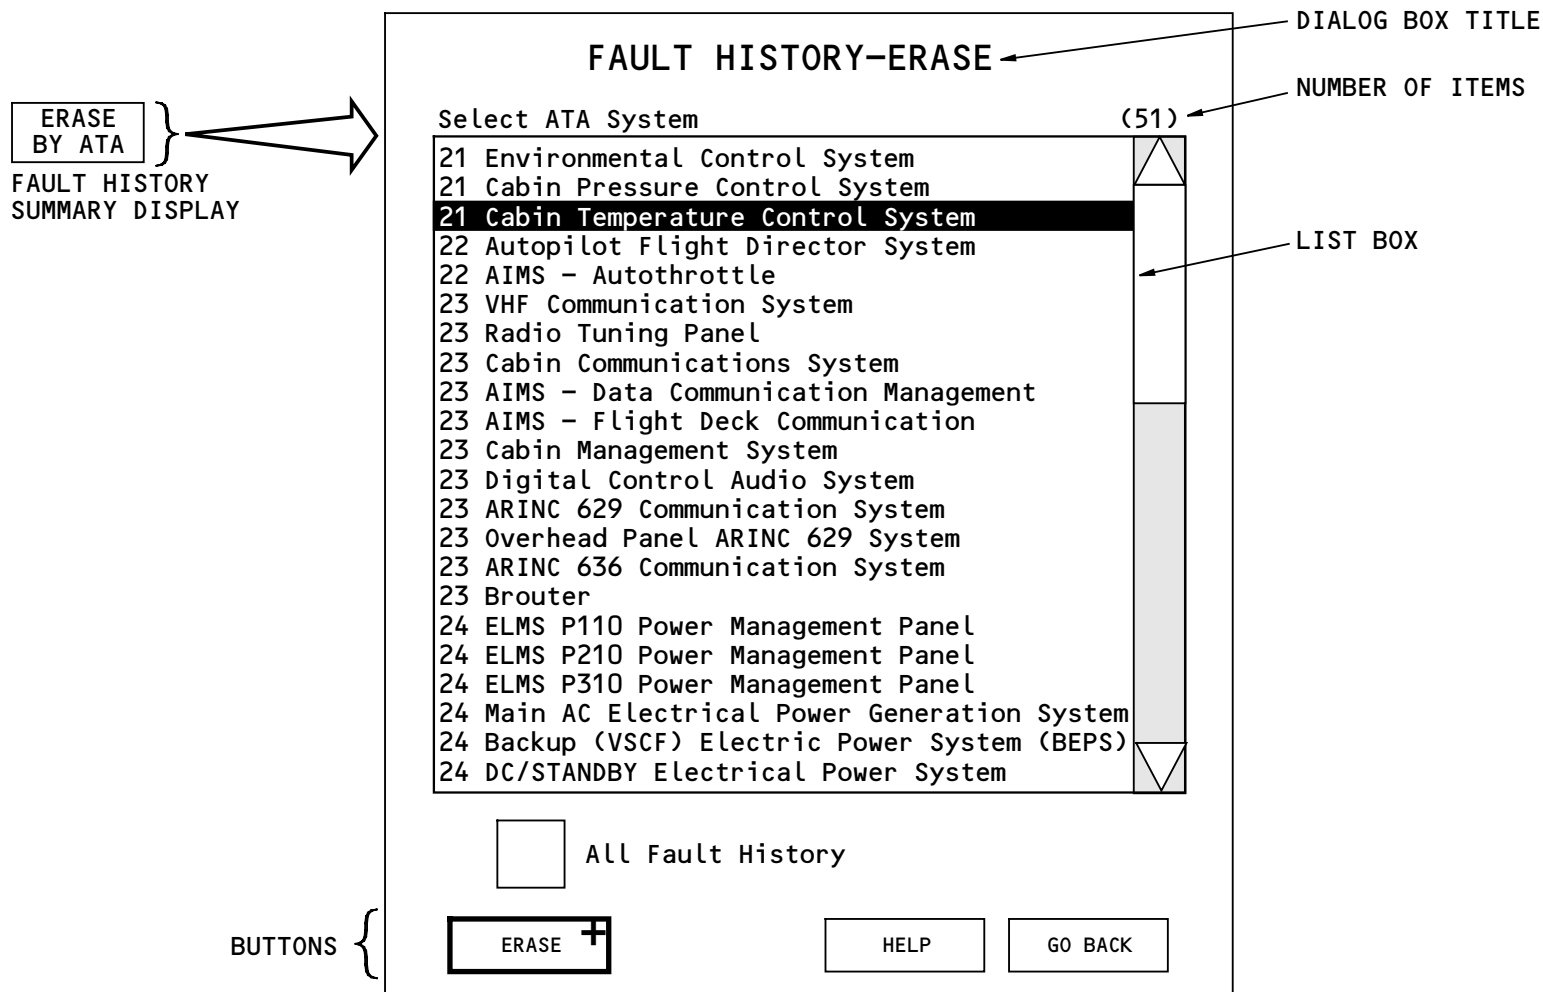 DIALOG BOX TITLE
FAULT HISTORY–ERASE
NUMBER OF ITEMS
ERASE
BY ATA
FAULT HISTORY
SUMMARY DISPLAY
Select ATA System (51)
21 Environmental Control System
21 Cabin Pressure Control System
21 Cabin Temperature Control System
22 Autopilot Flight Director System
LIST BOX
22 AIMS – Autothrottle
23 VHF Communication System
23 Radio Tuning Panel
23 Cabin Communications System
23 AIMS – Data Communication Management
23 AIMS – Flight Deck Communication
23 Cabin Management System
23 Digital Control Audio System
23 ARINC 629 Communication System
23 Overhead Panel ARINC 629 System
23 ARINC 636 Communication System
23 Brouter
24 ELMS P110 Power Management Panel
24 ELMS P210 Power Management Panel
24 ELMS P310 Power Management Panel
24 Main AC Electrical Power Generation System
24 Backup (VSCF) Electric Power System (BEPS)
24 DC/STANDBY Electrical Power System
All Fault History
BUTTONS
ERASE
HELP
GO BACK